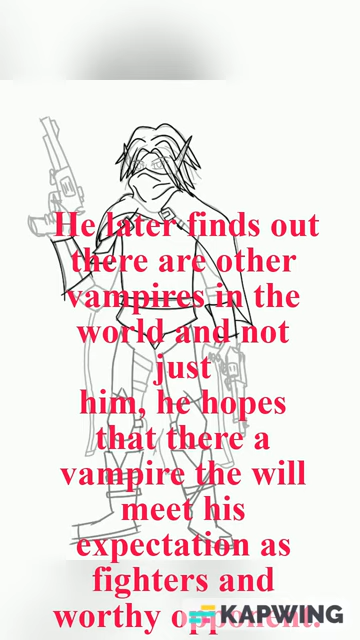 He later finds out
there are other
vampires in the
world and not
just
him, he hopes
that there a
vampire the will
meet his
expectation as
fighters and
worthy opponent.
KAPWING